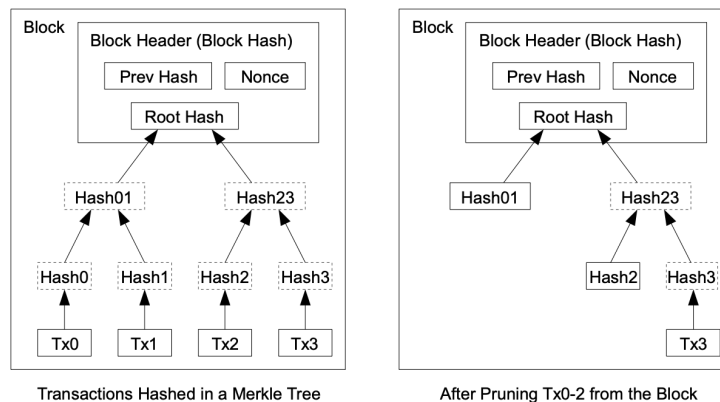 Block
Block Header (Block Hash)
Prev Hash
Nonce
Root Hash
Hash01
Hash23
Hash0
Hash1
Hash2
Hash3
Tx0
Tx1
Tx2
Tx3
Transactions Hashed in a Merkle Tree
Block
Block Header (Block Hash)
Prev Hash
Nonce
Root Hash
Hash01
Hash23
Hash2
Hash3
Tx3
After Pruning Tx0-2 from the Block